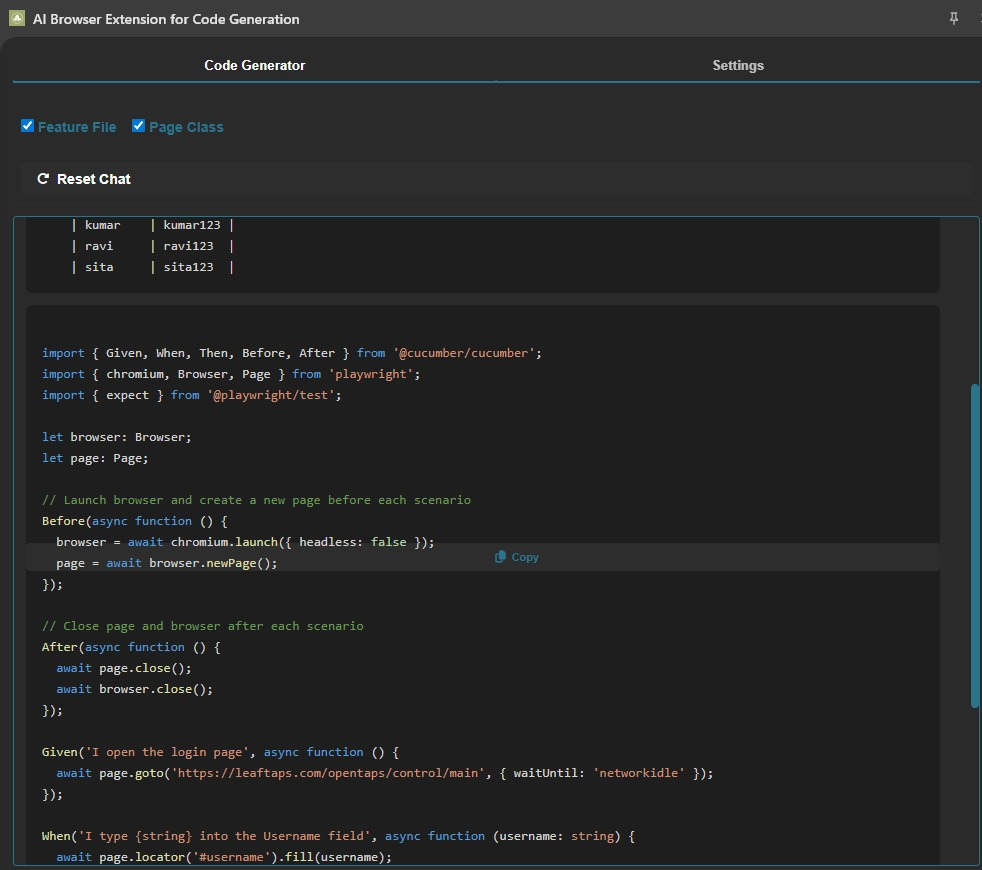 AI Browser Extension for Code Generation
Code Generator
Settings
Feature File
Page Class
Reset Chat
| kumar    | kumar123 |
| ravi     | ravi123  |
| sita     | sita123  |
import { Given, When, Then, Before, After } from '@cucumber/cucumber';
import { chromium, Browser, Page } from 'playwright';
import { expect } from '@playwright/test';
let browser: Browser;
let page: Page;
// Launch browser and create a new page before each scenario
Before(async function () {
  browser = await chromium.launch({ headless: false });
Copy
  page = await browser.newPage();
});
// Close page and browser after each scenario
After(async function () {
  await page.close();
  await browser.close();
});
Given('I open the login page', async function () {
  await page.goto('https://leaftaps.com/opentaps/control/main', { waitUntil: 'networkidle' });
});
When('I type {string} into the Username field', async function (username: string) {
  await page.locator('#username').fill(username);